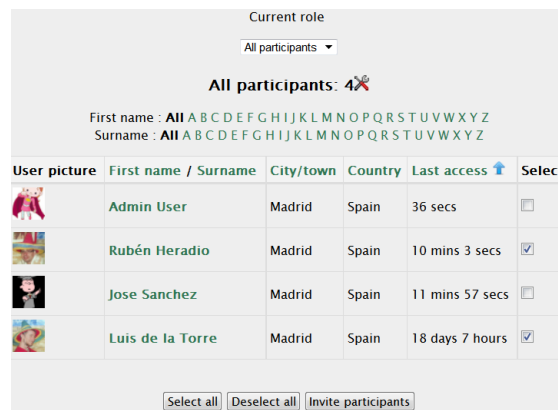 Current role
All participants
All participants: 4
First name : All A B C D E F G H I J K L M N O P Q R S T U V W X Y Z
Surname : All A B C D E F G H I J K L M N O P Q R S T U V W X Y Z
User picture First name / Surname City/town Country Last access Selec
Admin User Madrid Spain 36 secs
Rubén Heradio Madrid Spain 10 mins 3 secs
Jose Sanchez Madrid Spain 11 mins 57 secs
Luis de la Torre Madrid Spain 18 days 7 hours
Select all Deselect all Invite participants